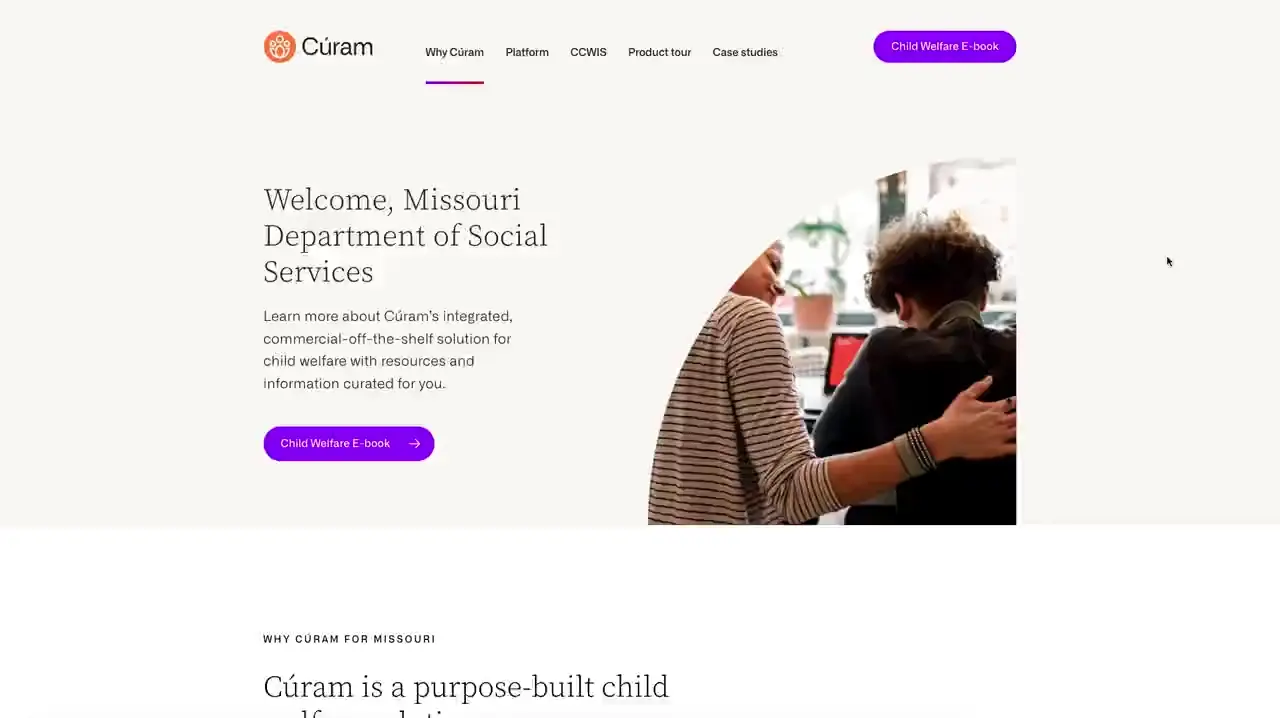 Cúram
Why Cúram
Platform
CCWIS
Product tour
Case studies
Child Welfare E-book
Welcome, Missouri
Department of Social
Services
Learn more about Cúram's integrated,
commercial-off-the-shelf solution for
child welfare with resources and
information curated for you.
Child Welfare E-book
WHY CÚRAM FOR MISSOURI
Cúram is a purpose-built child